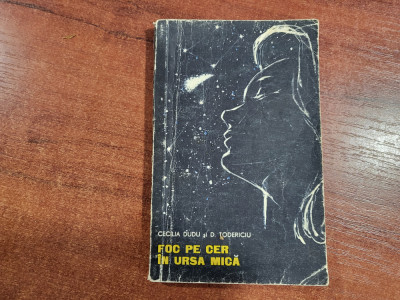 CECILIA DUDU și D. TODERICIU
FOC PE CER
ÎN URSA MICĂ